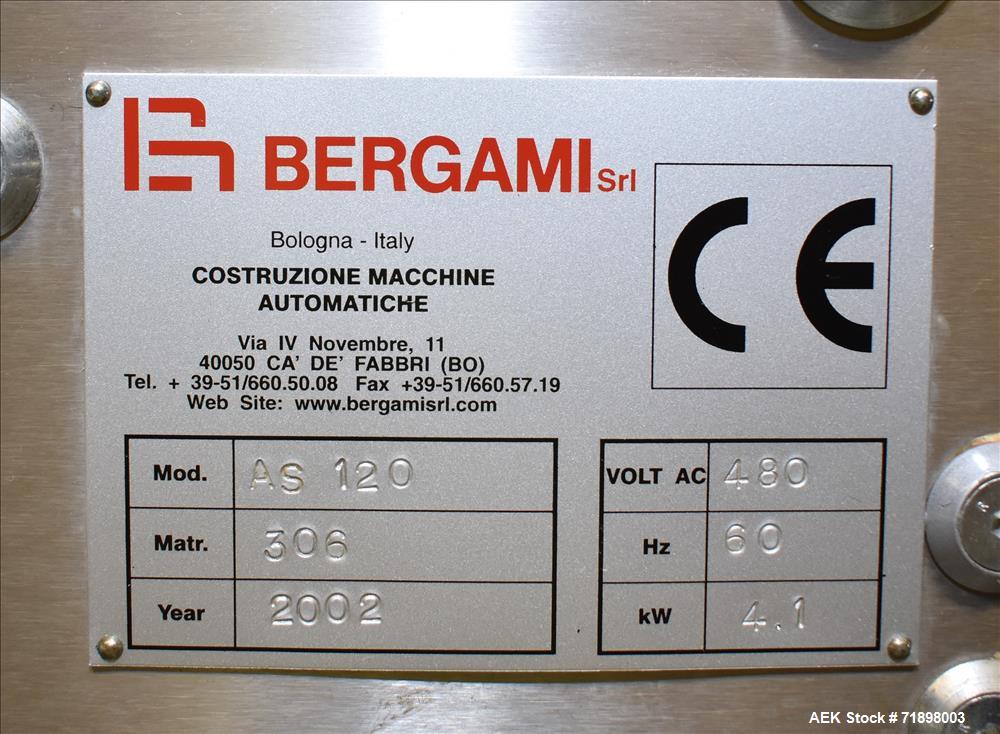 BERGAMI Srl
Bologna - Italy
COSTRUZIONE MACCHINE
AUTOMATICHE
Via IV Novembre, 11
40050 CA' DE' FABBRI (BO)
Tel. + 39-51/660.50.08 Fax +39-51/660.57.19
Web Site: www.bergamisrl.com
CE
Mod. AS 120
Matr. 306
Year 2002
VOLT AC 480
Hz 60
kW 4.1
AEK Stock # 71898003